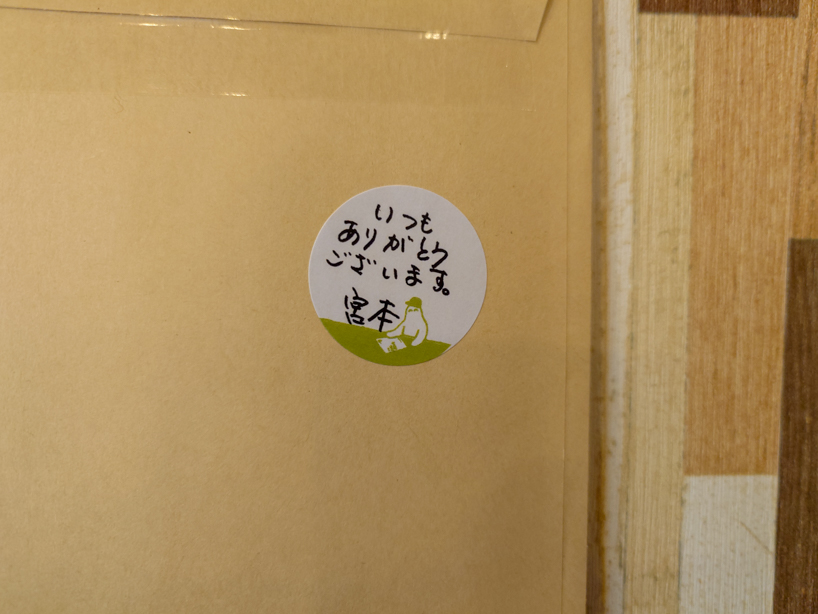 いつも
ありがとう
ございます。
宮本